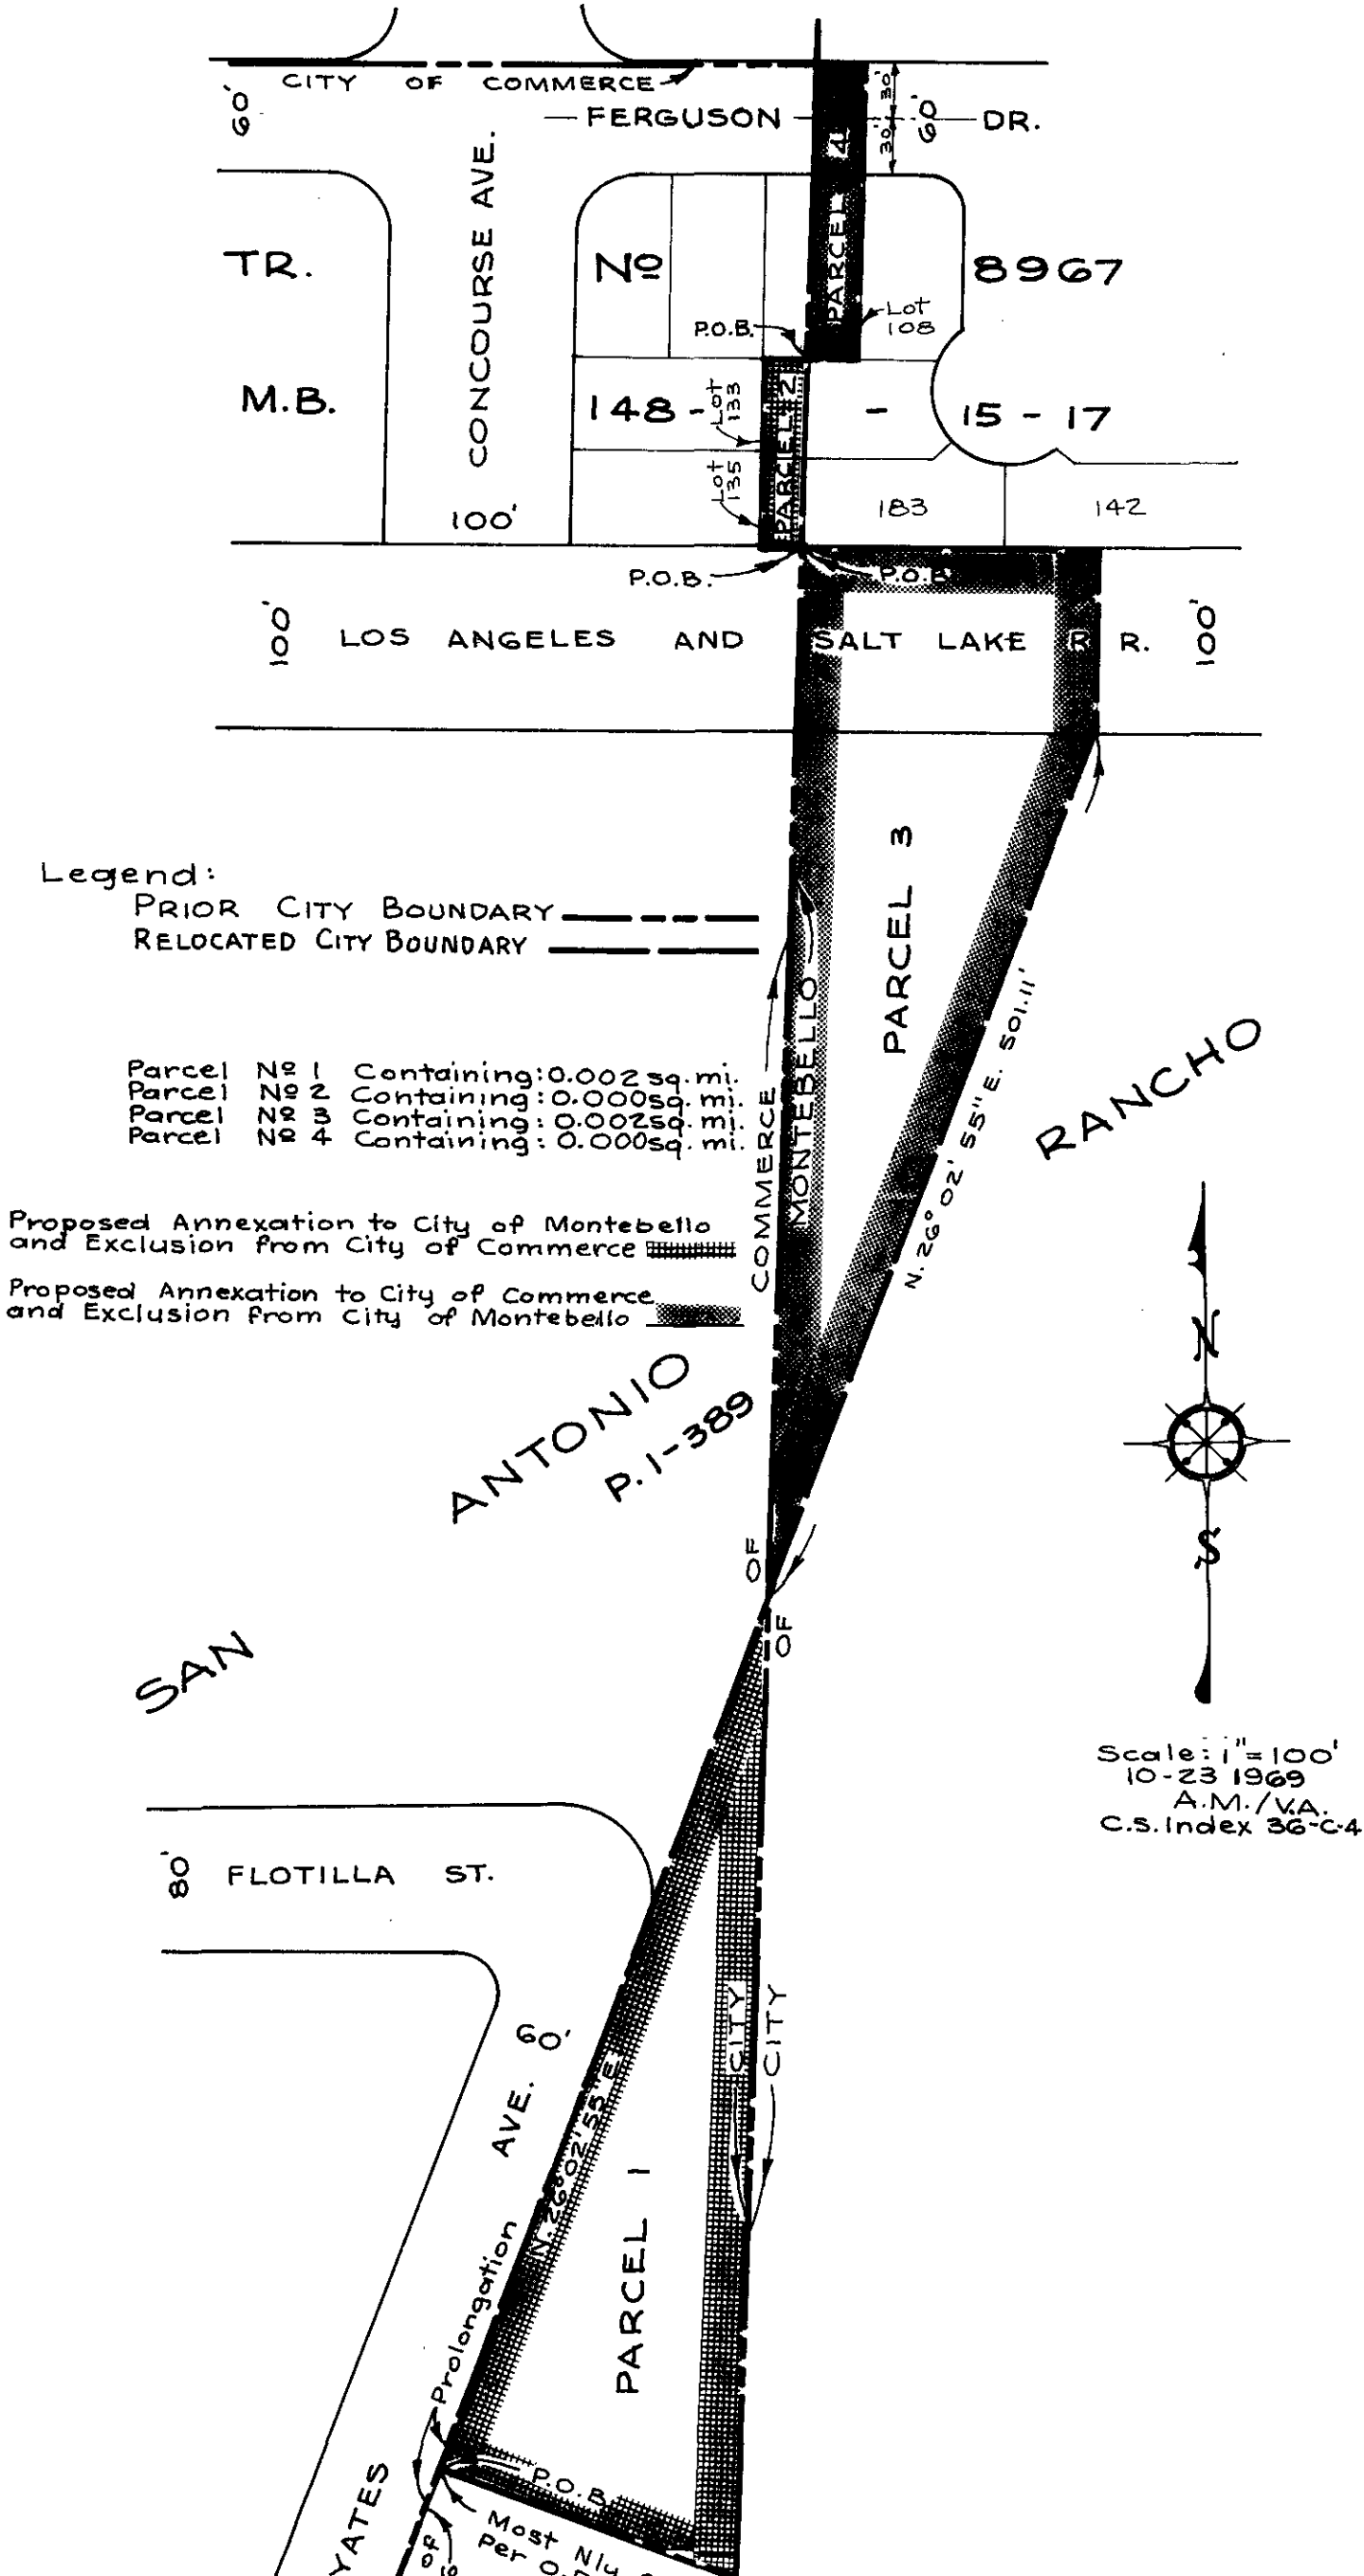 CITY OF COMMERCE
60'
FERGUSON DR.
30'
30'
60'
CONCOURSE AVE.
PARCEL 4
TR. Nº 8967
P.O.B.
Lot
108
M.B. 148 - - 15 - 17
Lot
133
PARCEL 2
Lot
135
183
142
100'
P.O.B.
P.O.B.
100' LOS ANGELES AND SALT LAKE R R. 100'
PARCEL 3
Legend:
PRIOR CITY BOUNDARY
RELOCATED CITY BOUNDARY
Parcel Nº 1 Containing: 0.002 sq. mi.
Parcel Nº 2 Containing: 0.000 sq. mi.
Parcel Nº 3 Containing: 0.002 sq. mi.
Parcel Nº 4 Containing: 0.000 sq. mi.
COMMERCE
MONTEBELLO
N. 26° 02' 55" E. 501.11'
RANCHO
Proposed Annexation to City of Montebello
and Exclusion from City of Commerce
Proposed Annexation to City of Commerce
and Exclusion from City of Montebello
ANTONIO
P. 1-389
N
S
OF
OF
SAN
Scale: 1"=100'
10-23 1969
A.M./V.A.
C.S. Index 36-C-4
80' FLOTILLA ST.
CITY
CITY
60'
AVE.
N. 26° 02' 55" E.
Prolongation
PARCEL 1
YATES
P.O.B.
OF
Most Nly
Per